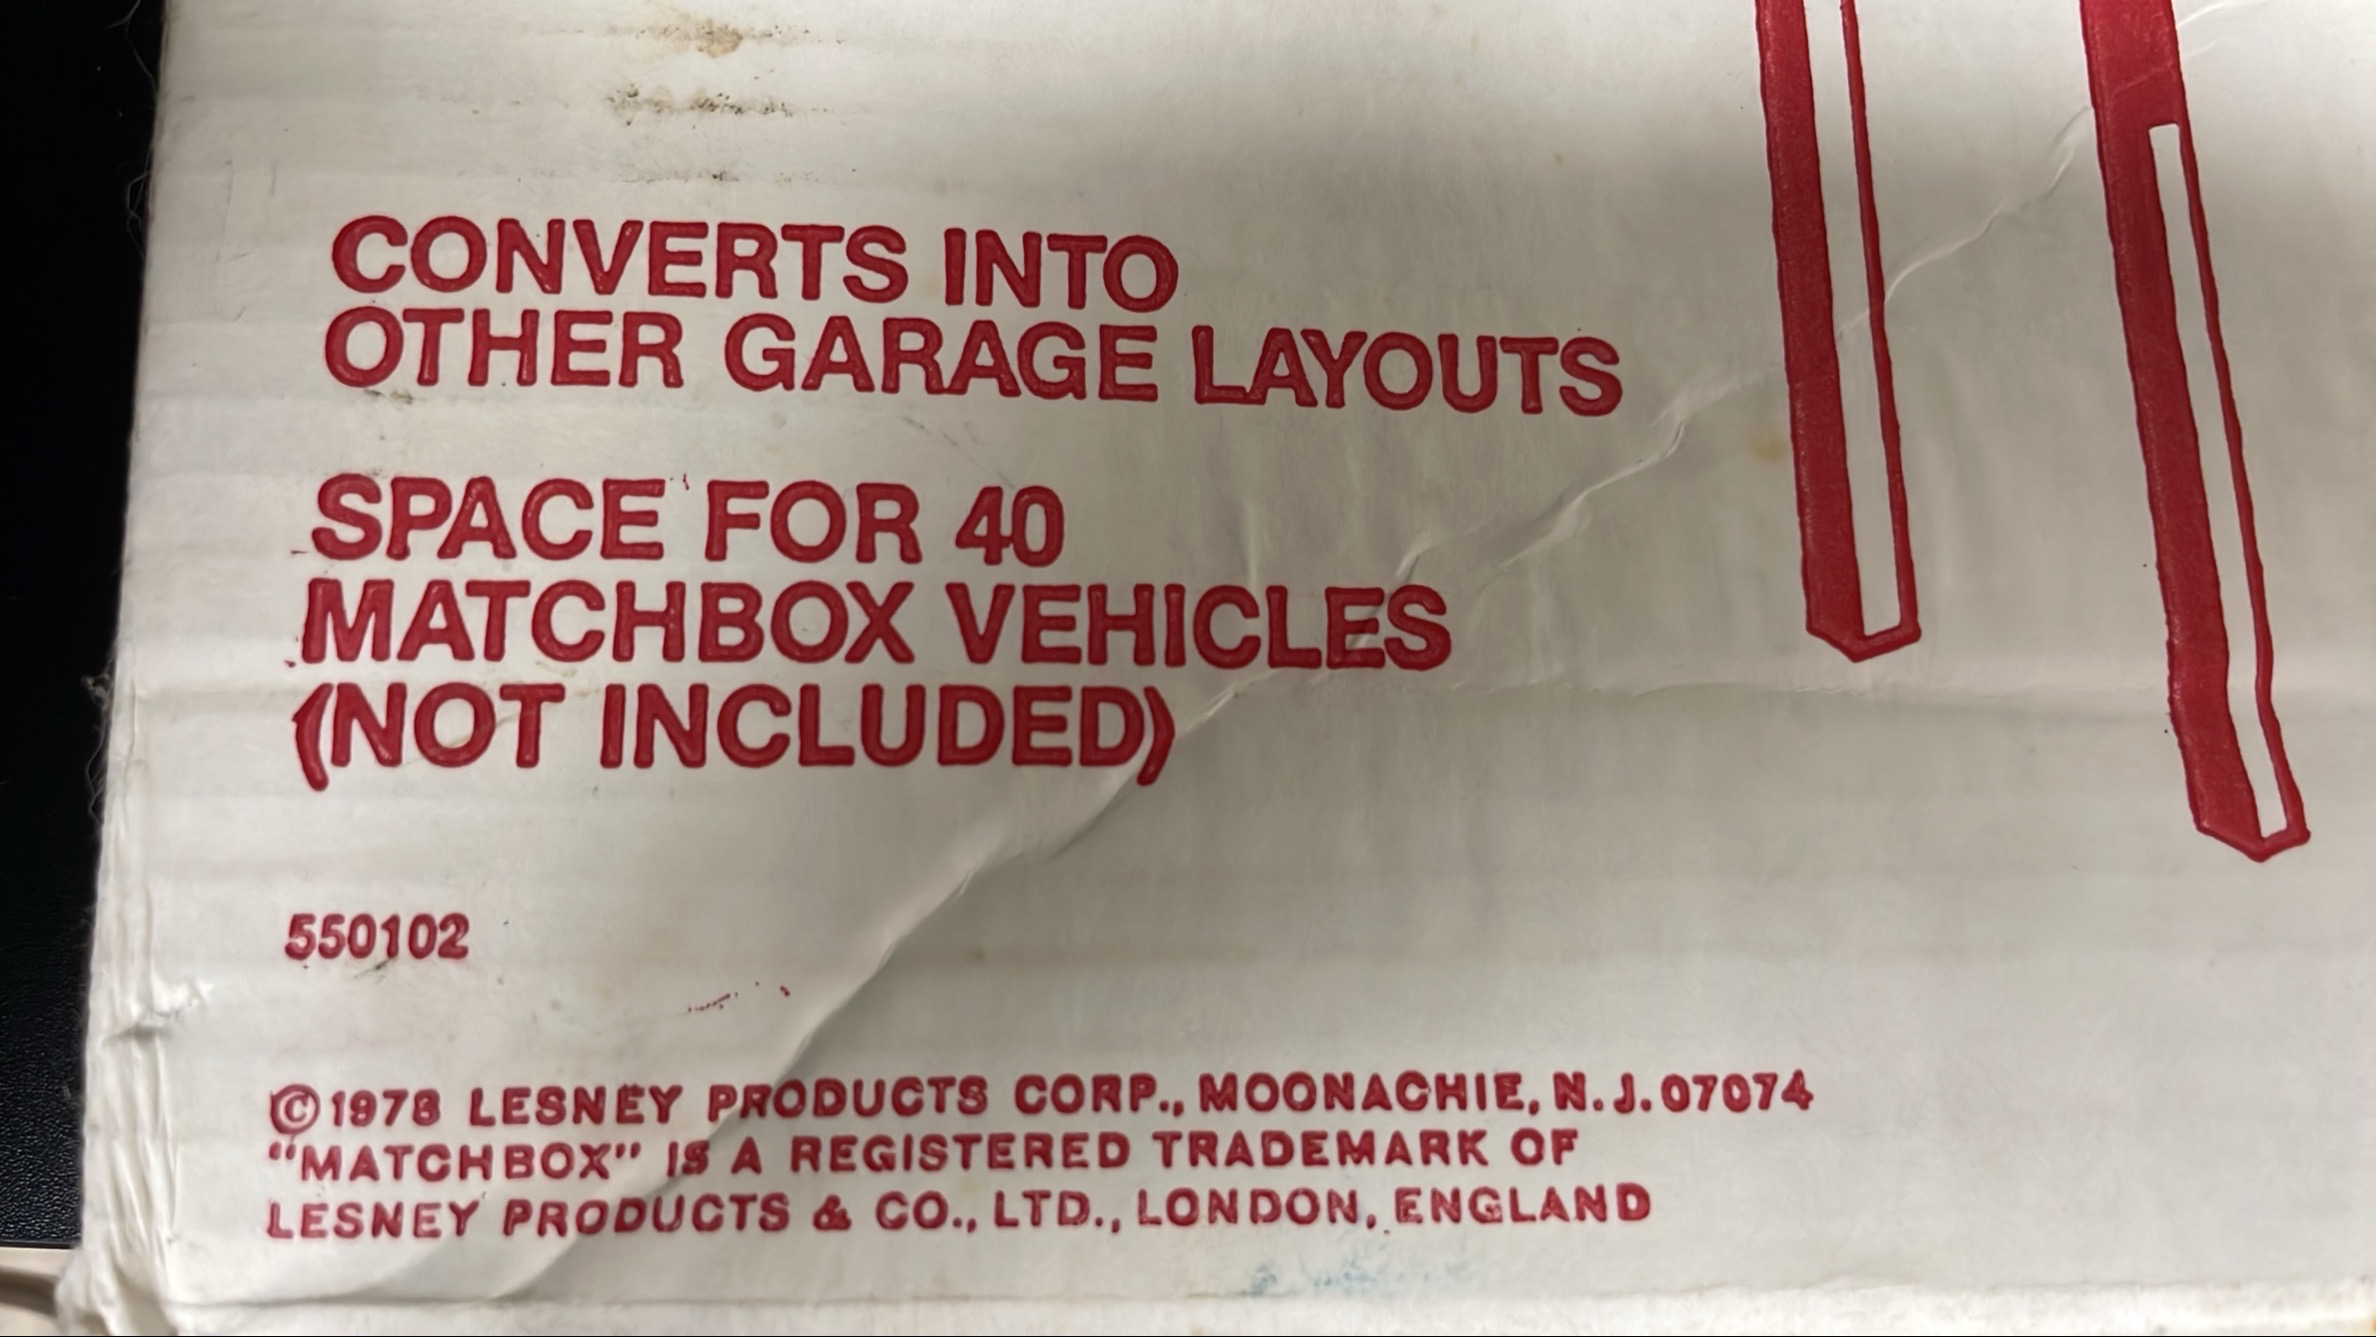 CONVERTS INTO
OTHER GARAGE LAYOUTS
SPACE FOR 40
MATCHBOX VEHICLES
(NOT INCLUDED)
550102
©1978 LESNEY PRODUCTS CORP., MOONACHIE, N.J. 07074
“MATCHBOX” IS A REGISTERED TRADEMARK OF
LESNEY PRODUCTS & CO., LTD., LONDON, ENGLAND